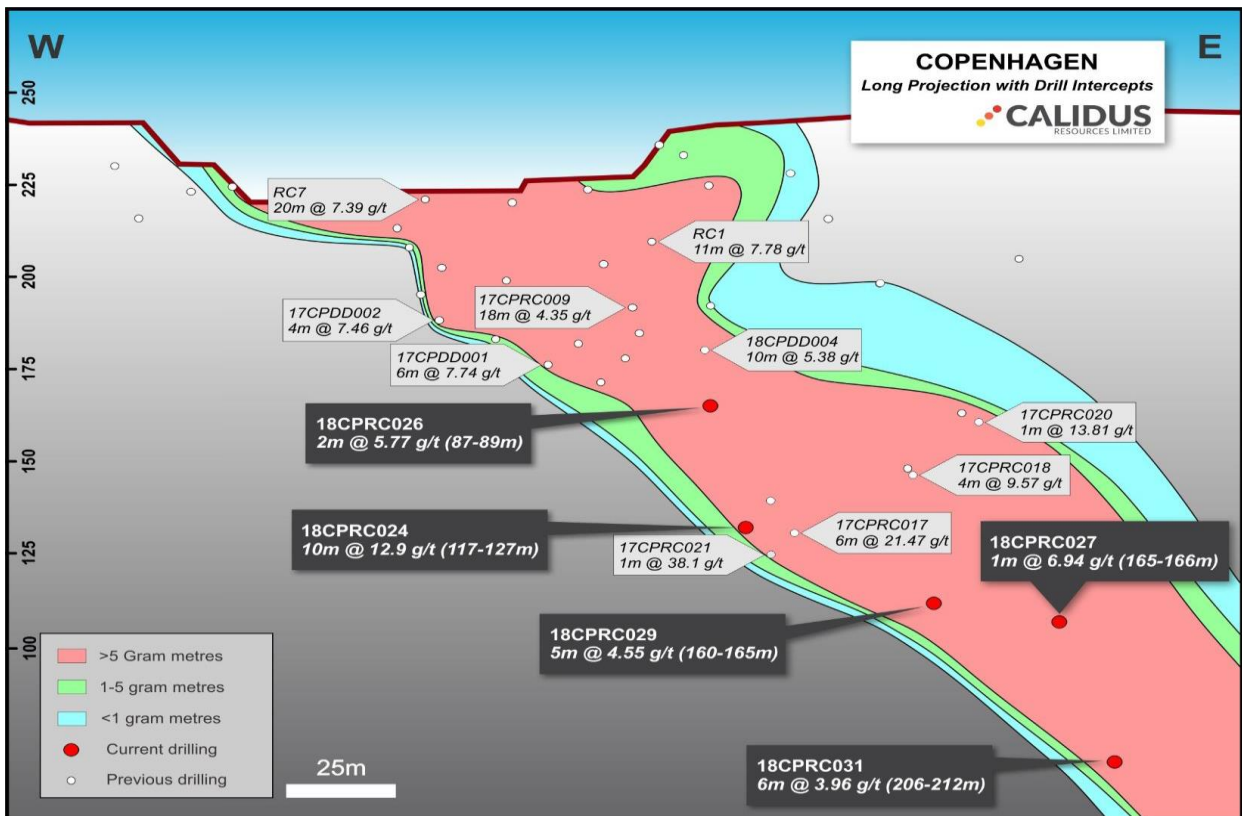 W
E
COPENHAGEN
Long Projection with Drill Intercepts
CALIDUS
RESOURCES LIMITED
250
225
200
175
150
125
100
RC7
20m @ 7.39 g/t
RC1
11m @ 7.78 g/t
17CPDD002
4m @ 7.46 g/t
17CPRC009
18m @ 4.35 g/t
17CPDD001
6m @ 7.74 g/t
18CPDD004
10m @ 5.38 g/t
18CPRC026
2m @ 5.77 g/t (87-89m)
17CPRC020
1m @ 13.81 g/t
17CPRC018
4m @ 9.57 g/t
18CPRC024
10m @ 12.9 g/t (117-127m)
17CPRC017
6m @ 21.47 g/t
17CPRC021
1m @ 38.1 g/t
18CPRC027
1m @ 6.94 g/t (165-166m)
18CPRC029
5m @ 4.55 g/t (160-165m)
18CPRC031
6m @ 3.96 g/t (206-212m)
>5 Gram metres
1-5 gram metres
<1 gram metres
Current drilling
Previous drilling
25m